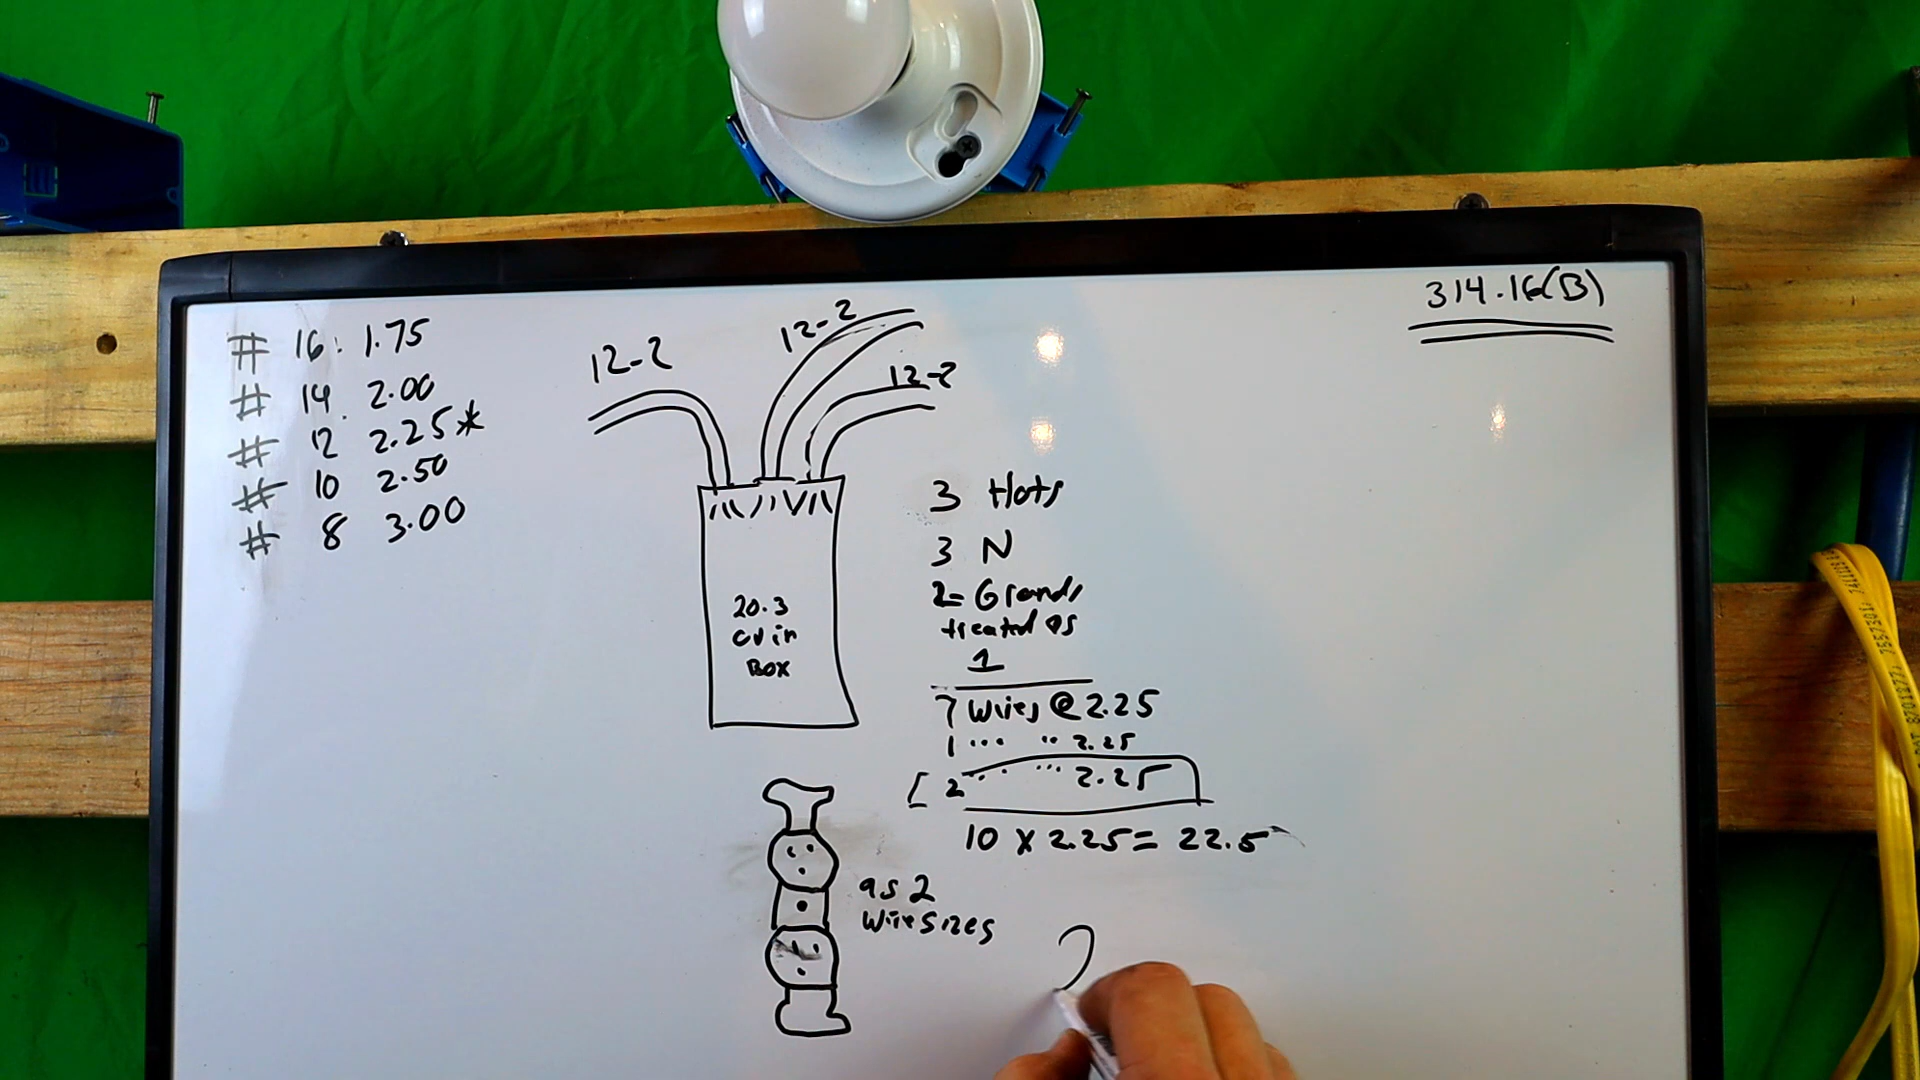 314.16(B)
# 16: 1.75
# 14 2.00
# 12 2.25*
# 10 2.50
# 8 3.00
12-2
12-2
12-2
20.3
cu in
Box
3 Hots
3 N
2= Grounds
treated as
1
7 Wires @ 2.25
1 " " 2.25
[ 2 " " 2.25
10 x 2.25 = 22.5
as 2
Wire sizes
2